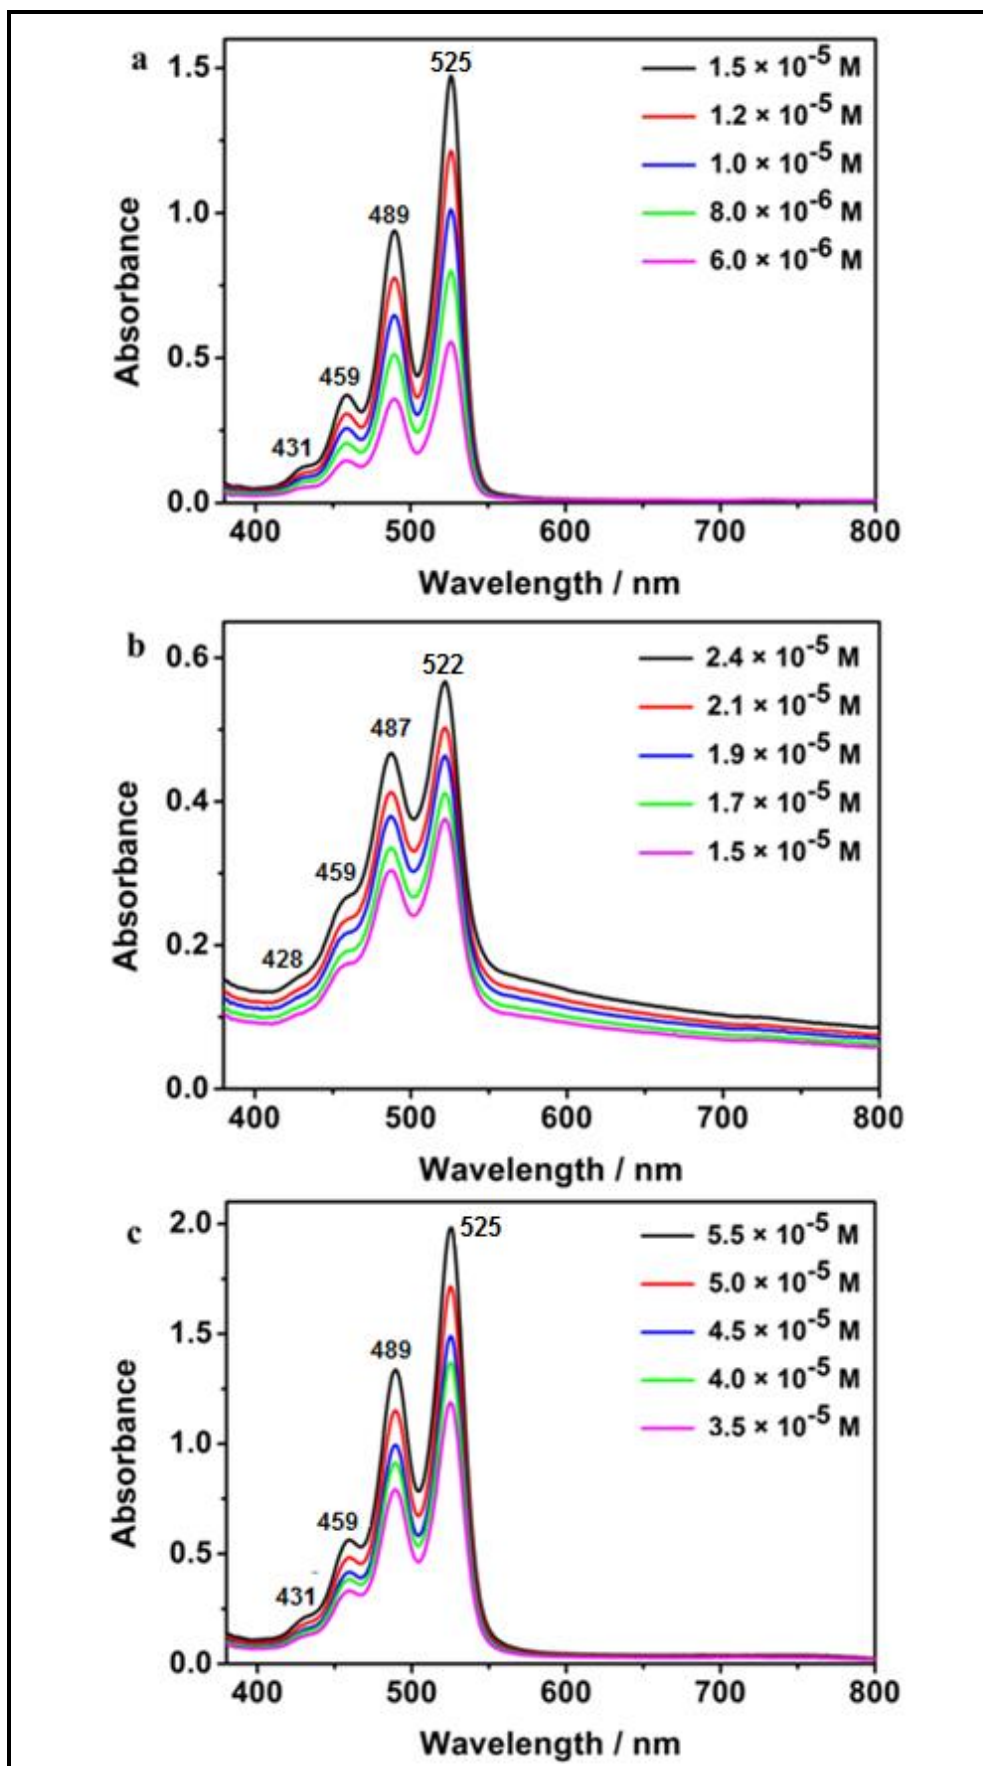 a
525
1.5 × 10⁻⁵ M
1.5
1.2 × 10⁻⁵ M
1.0 × 10⁻⁵ M
489
1.0
8.0 × 10⁻⁶ M
6.0 × 10⁻⁶ M
Absorbance
0.5
459
431
0.0
400 500 600 700 800
Wavelength / nm
b
0.6
522
2.4 × 10⁻⁵ M
2.1 × 10⁻⁵ M
487
1.9 × 10⁻⁵ M
0.4
1.7 × 10⁻⁵ M
1.5 × 10⁻⁵ M
Absorbance
459
0.2
428
0.0
400 500 600 700 800
Wavelength / nm
c
2.0
525
5.5 × 10⁻⁵ M
5.0 × 10⁻⁵ M
1.5
489
4.5 × 10⁻⁵ M
4.0 × 10⁻⁵ M
3.5 × 10⁻⁵ M
1.0
Absorbance
459
0.5
431
0.0
400 500 600 700 800
Wavelength / nm